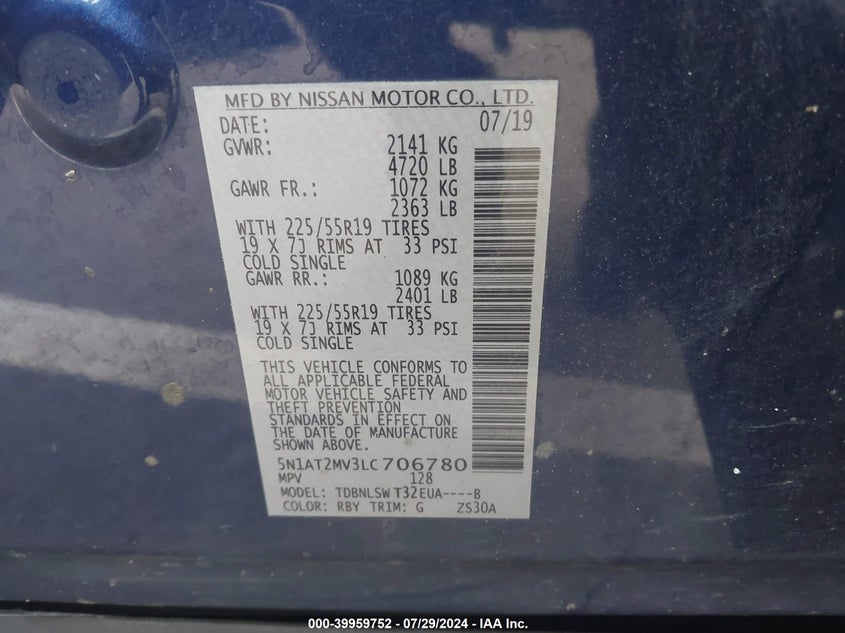 MFD BY NISSAN MOTOR CO., LTD.
DATE: 07/19
GVWR: 2141 KG
4720 LB
GAWR FR.: 1072 KG
2363 LB
WITH 225/55R19 TIRES
19 X 7J RIMS AT 33 PSI
COLD SINGLE
GAWR RR.: 1089 KG
2401 LB
WITH 225/55R19 TIRES
19 X 7J RIMS AT 33 PSI
COLD SINGLE
THIS VEHICLE CONFORMS TO
ALL APPLICABLE FEDERAL
MOTOR VEHICLE SAFETY AND
THEFT PREVENTION
STANDARDS IN EFFECT ON
THE DATE OF MANUFACTURE
SHOWN ABOVE.
5N1AT2MV3LC706780
MPV 128
MODEL: TDBNLSW T32EUA----B
COLOR: RBY TRIM: G ZS30A
000-39959752 - 07/29/2024 - IAA Inc.